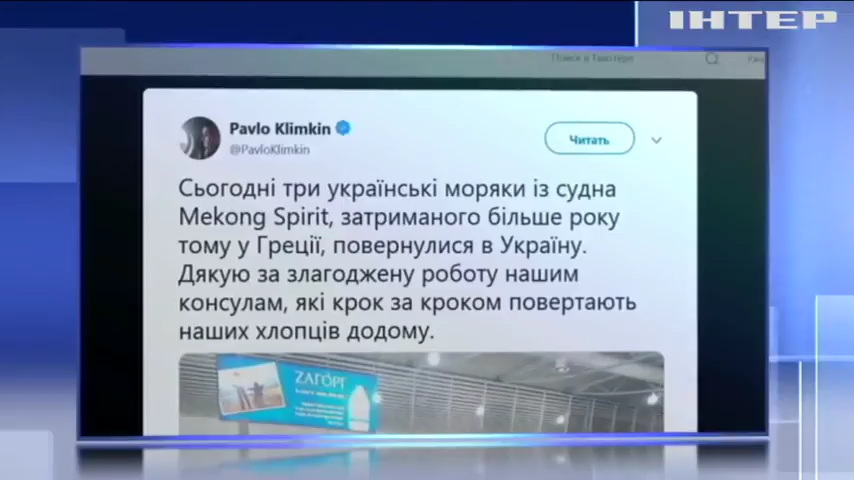 ІНТЕР
Поиск в Твиттере
Pavlo Klimkin
@PavloKlimkin
Читать
Сьогодні три українські моряки із судна
Mekong Spirit, затриманого більше року
тому у Греції, повернулися в Україну.
Дякую за злагоджену роботу нашим
консулам, які крок за кроком повертають
наших хлопців додому.
ΖΑΓΟΡΙ